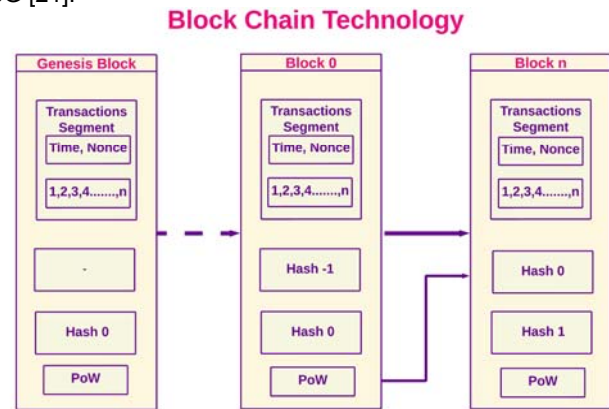 Block Chain Technology
Genesis Block
Transactions
Segment
Time, Nonce
1,2,3,4.......,n
-
Hash 0
PoW
Block 0
Transactions
Segment
Time, Nonce
1,2,3,4.......,n
Hash -1
Hash 0
PoW
Block n
Transactions
Segment
Time, Nonce
1,2,3,4.......,n
Hash 0
Hash 1
PoW